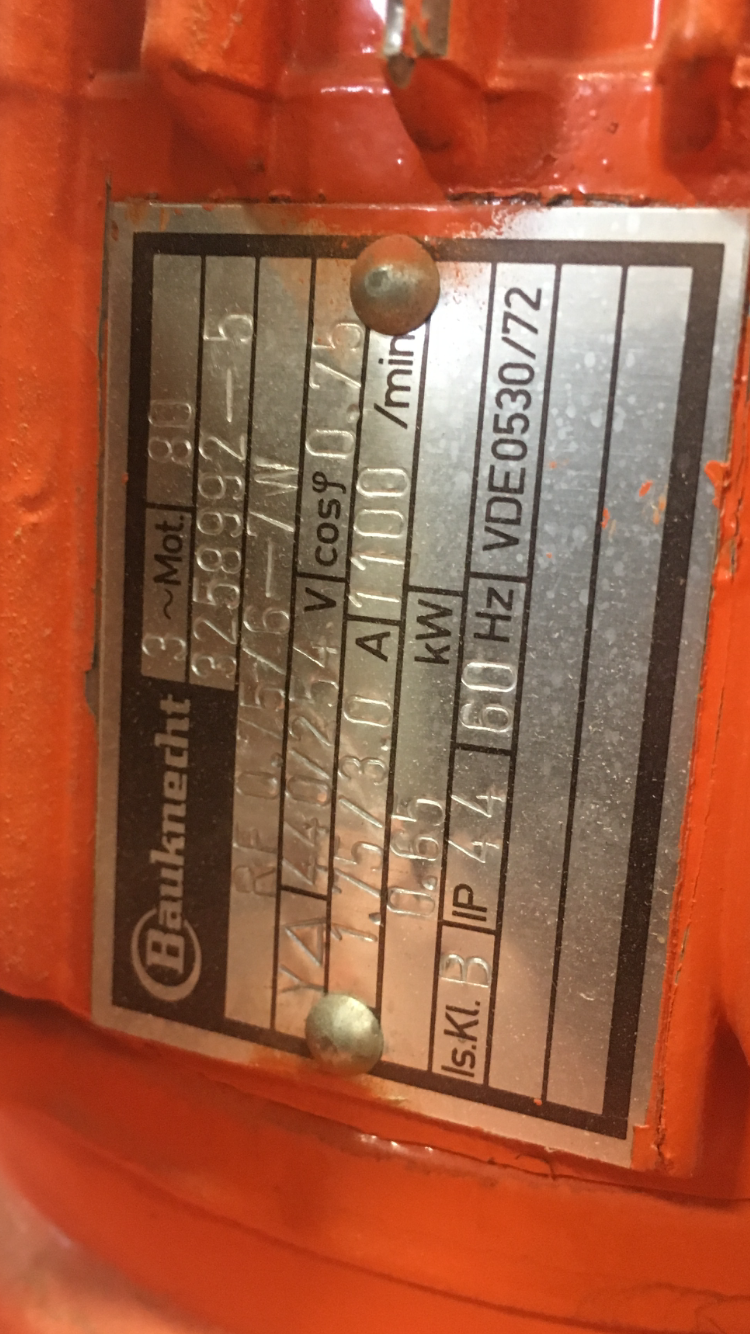 Bauknecht 3 ~Mot. 80
3258992-5
RF 0.75/6-7W
YΔ 440/254 V cosφ 0.75
1,75/3.0 A 1100 /min
0.65 kW
Is.Kl. B IP 44 60 Hz VDE0530/72